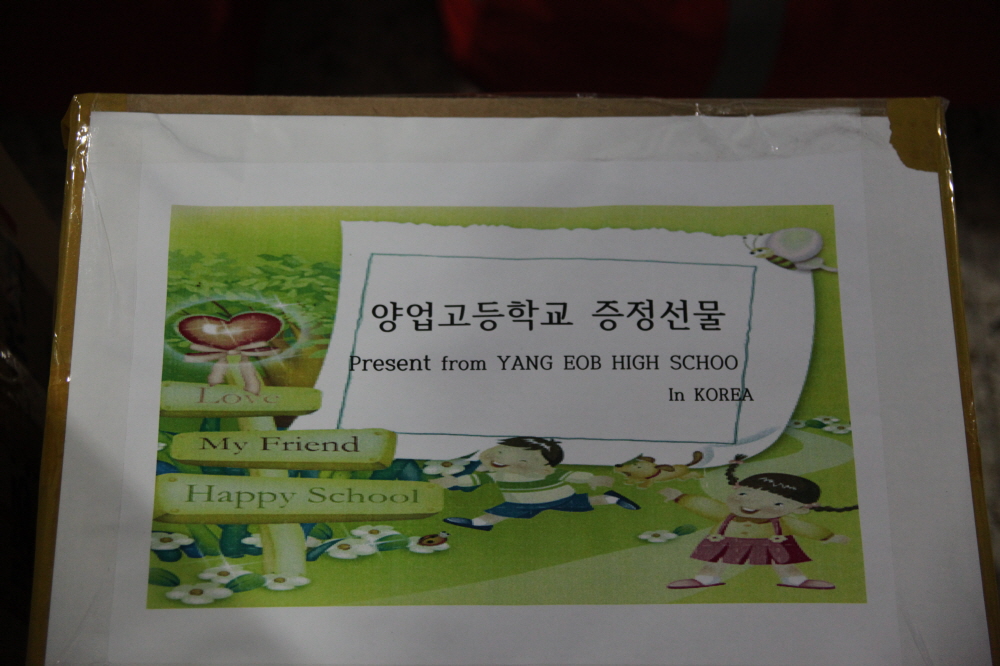 양업고등학교 증정선물
Present from YANG EOB HIGH SCHOO
In KOREA
Love
My Friend
Happy School